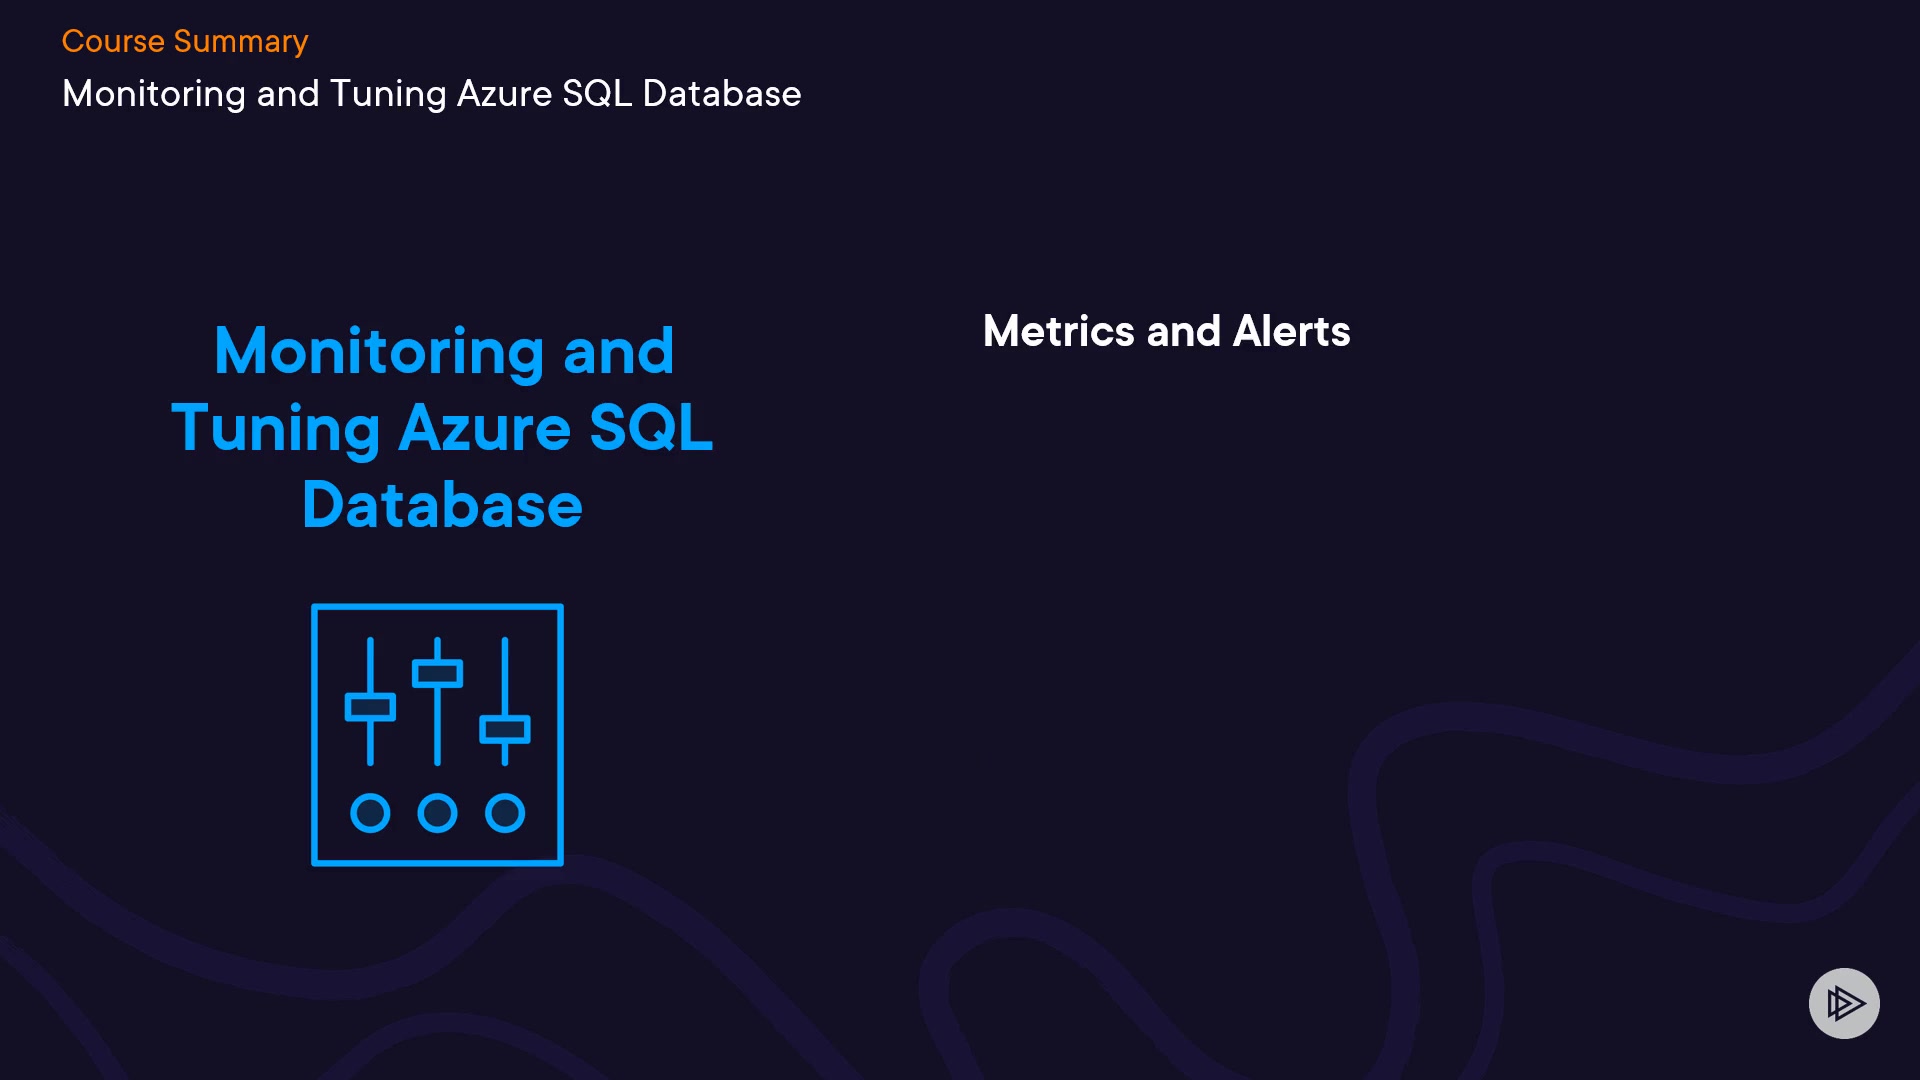 Course Summary
Monitoring and Tuning Azure SQL Database
Monitoring and
Tuning Azure SQL
Database
Metrics and Alerts